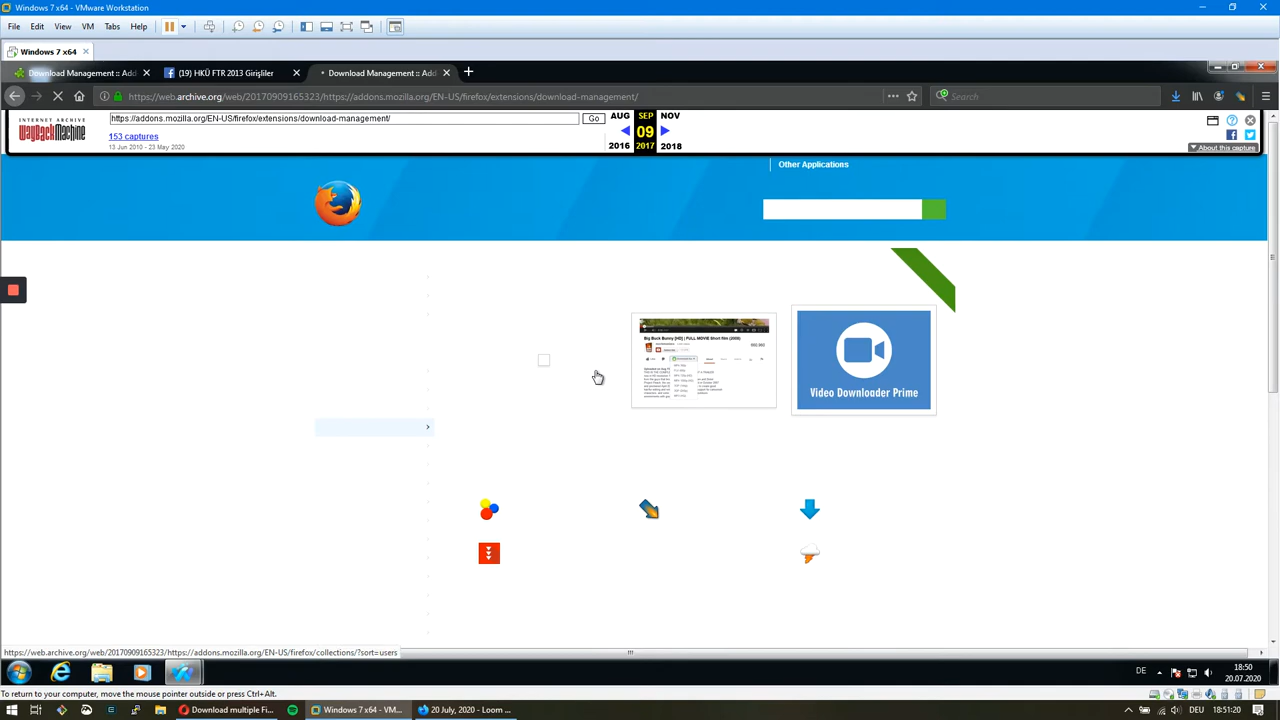 Windows 7 x64 - VMware Workstation
File Edit View VM Tabs Help
Windows 7 x64
Download Management :: Add
(19) HKÜ FTR 2013 Girişliler
Download Management :: Add
https://web.archive.org/web/20170909165323/https://addons.mozilla.org/EN-US/firefox/extensions/download-management/
Search
INTERNET ARCHIVE
WayBackMachine
https://addons.mozilla.org/EN-US/firefox/extensions/download-management/
Go
AUG SEP NOV
09
2016 2017 2018
153 captures
13 Jun 2010 - 23 May 2020
About this capture
Other Applications
Big Buck Bunny [HD] | FULL MOVIE Short film (2008)
Video Downloader Prime
https://web.archive.org/web/20170909165323/https://addons.mozilla.org/EN-US/firefox/collections/?sort=users
DE
18:50
20.07.2020
To return to your computer, move the mouse pointer outside or press Ctrl+Alt.
Download multiple Fi...
Windows 7 x64 - VM...
20 July, 2020 - Loom ...
DEU
18:51:20